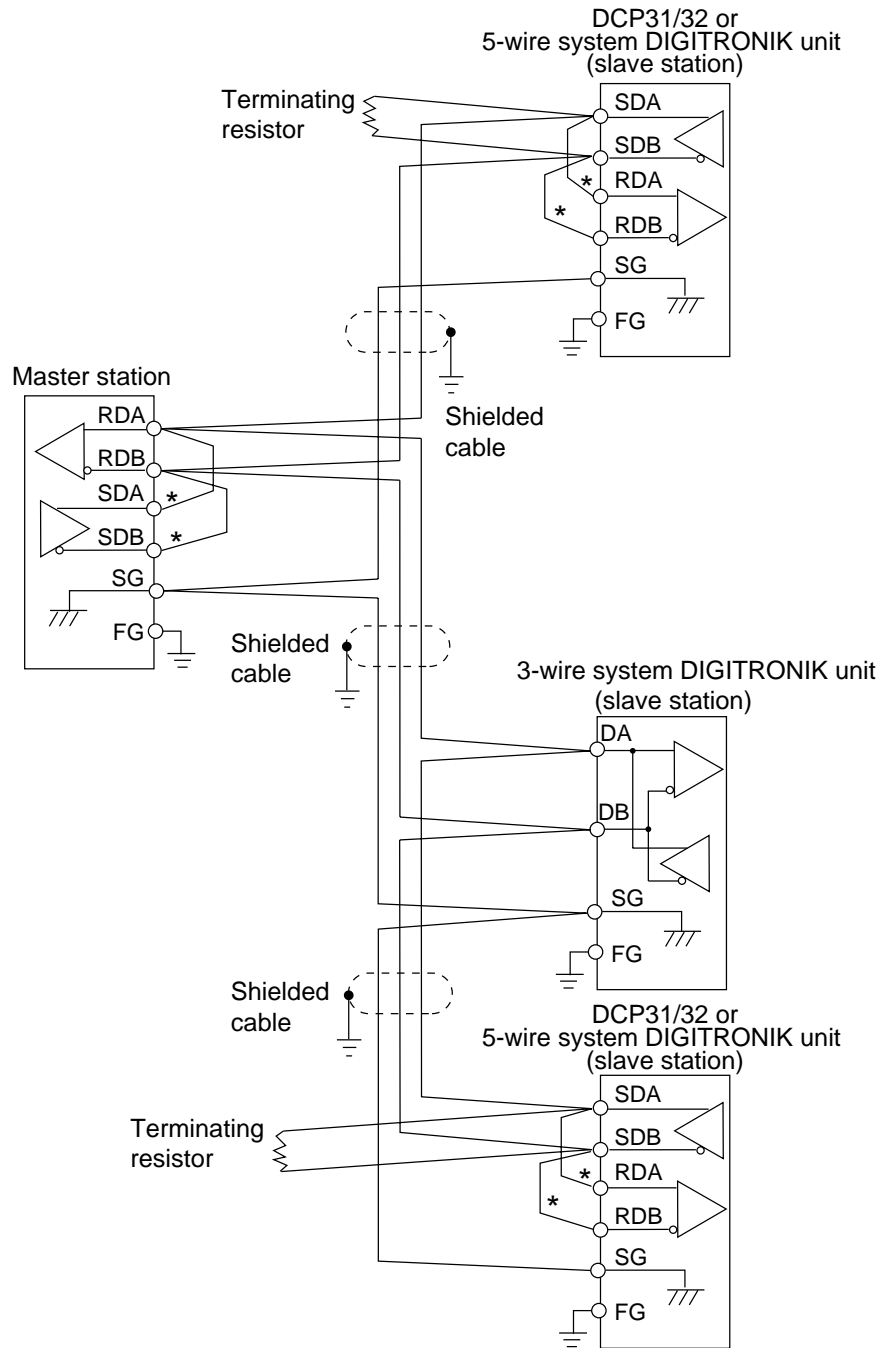 DCP31/32 or
5-wire system DIGITRONIK unit
(slave station)
Terminating
resistor
SDA
SDB
*
RDA
*
RDB
SG
FG
Shielded
cable
Master station
RDA
RDB
SDA
*
SDB
*
SG
FG
Shielded
cable
3-wire system DIGITRONIK unit
(slave station)
DA
DB
SG
FG
Shielded
cable
DCP31/32 or
5-wire system DIGITRONIK unit
(slave station)
Terminating
resistor
SDA
SDB
*
RDA
*
RDB
SG
FG